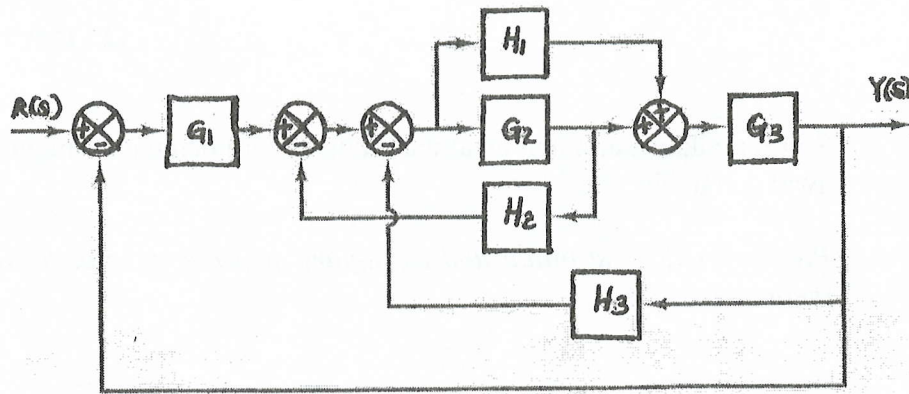 H₁
R(s)
Y(s)
G₁
G₂
G₃
H₂
H₃